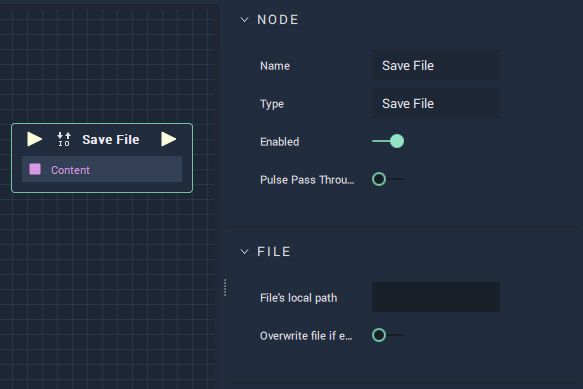 NODE
Name
Save File
Type
Save File
Enabled
Pulse Pass Throu...
IO
Save File
Content
FILE
File's local path
Overwrite file if e...